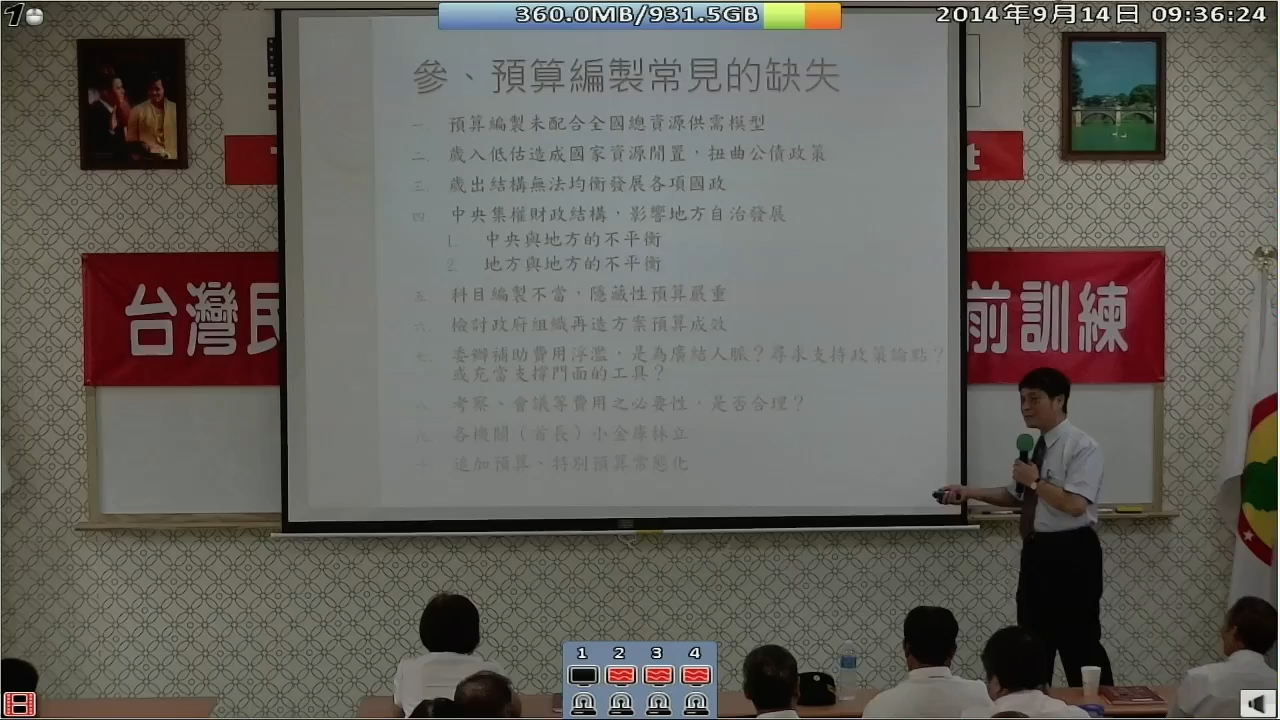 1
360.0MB/931.5GB
2014年9月14日 09:36:24
參、預算編製常見的缺失
一. 預算編製未配合全國總資源供需模型
二. 歲入低估造成國家資源閒置，扭曲公債政策
三. 歲出結構無法均衡發展各項國政
四. 中央集權財政結構，影響地方自治發展
1. 中央與地方的不平衡
2. 地方與地方的不平衡
五. 科目編製不當，隱藏性預算嚴重
六. 檢討政府組織再造方案預算成效
七. 委辦補助費用浮濫，是為廣結人脈？尋求支持政策論點？
或充當支撐門面的工具？
八. 考察、會議等費用之必要性，是否合理？
九. 各機關（首長）小金庫林立
十. 追加預算、特別預算常態化
t
台灣民
前訓練
1 2 3 4